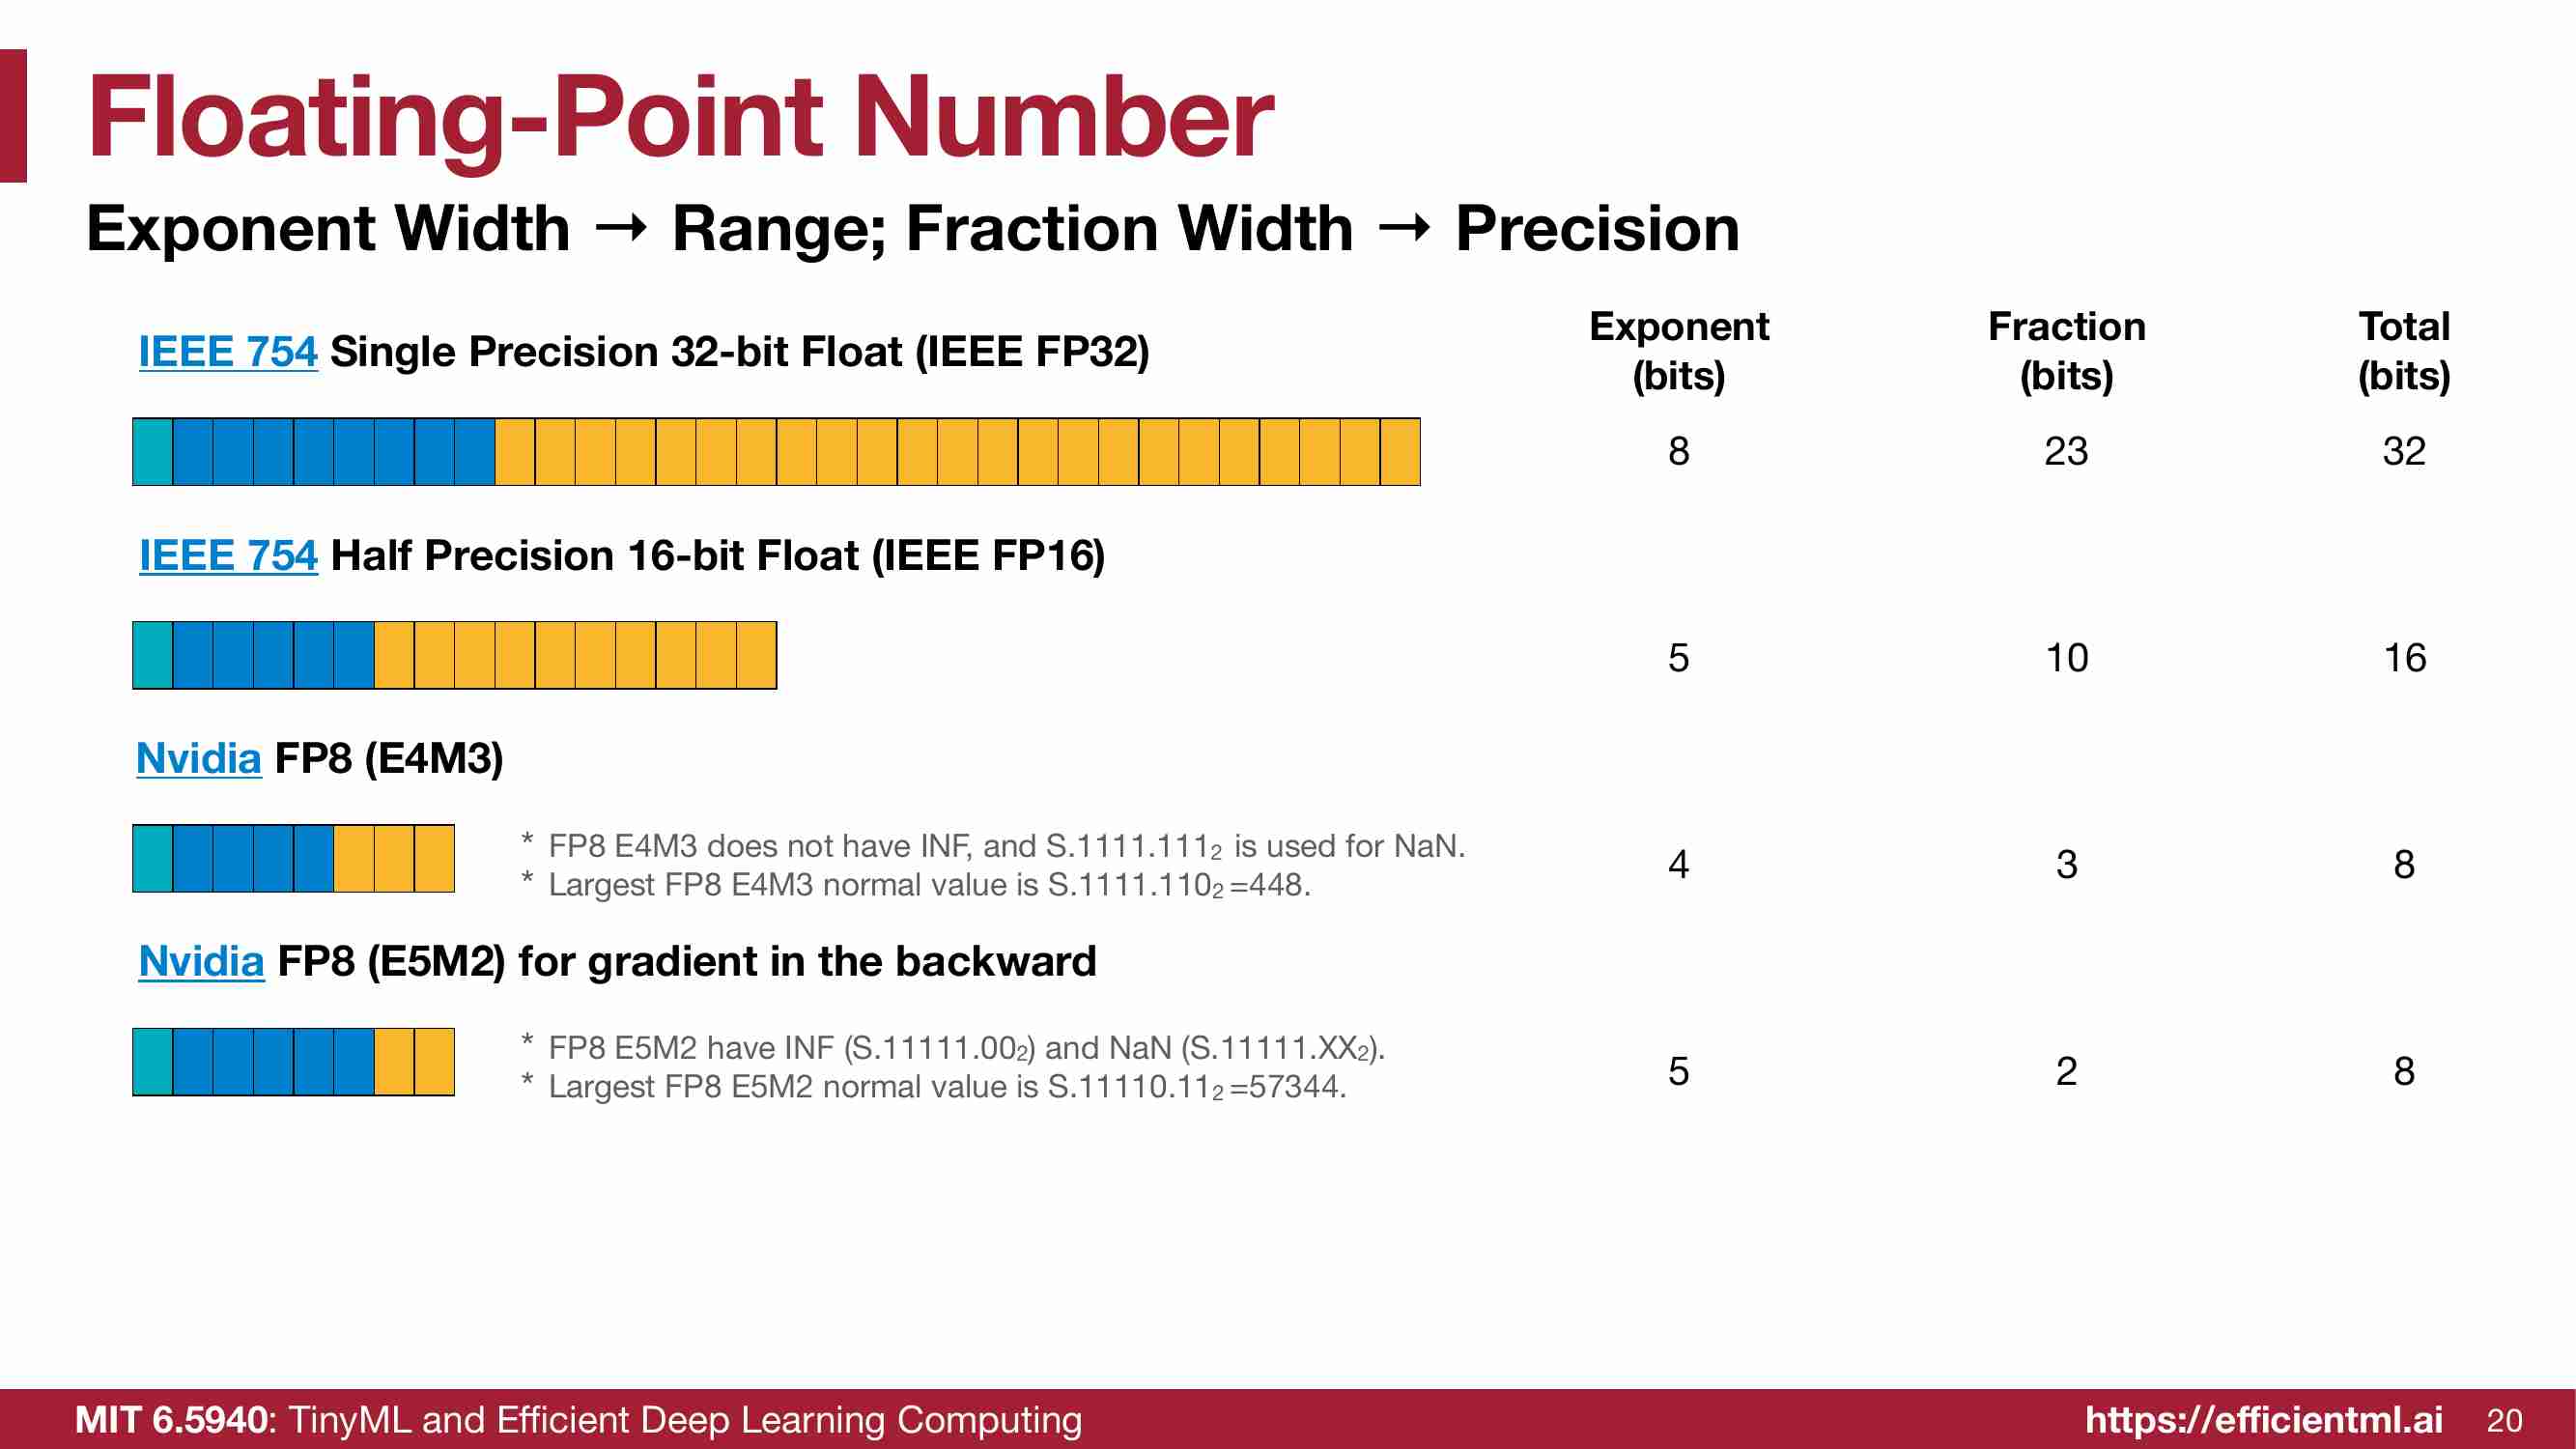 Floating-Point Number
Exponent Width → Range; Fraction Width → Precision
IEEE 754 Single Precision 32-bit Float (IEEE FP32)
Exponent (bits)
Fraction (bits)
Total (bits)
8 23 32
IEEE 754 Half Precision 16-bit Float (IEEE FP16)
5 10 16
Nvidia FP8 (E4M3)
* FP8 E4M3 does not have INF, and S.1111.111₂ is used for NaN.
* Largest FP8 E4M3 normal value is S.1111.110₂ =448.
4 3 8
Nvidia FP8 (E5M2) for gradient in the backward
* FP8 E5M2 have INF (S.11111.00₂) and NaN (S.11111.XX₂).
* Largest FP8 E5M2 normal value is S.11110.11₂ =57344.
5 2 8
MIT 6.5940: TinyML and Efficient Deep Learning Computing
https://efficientml.ai 20